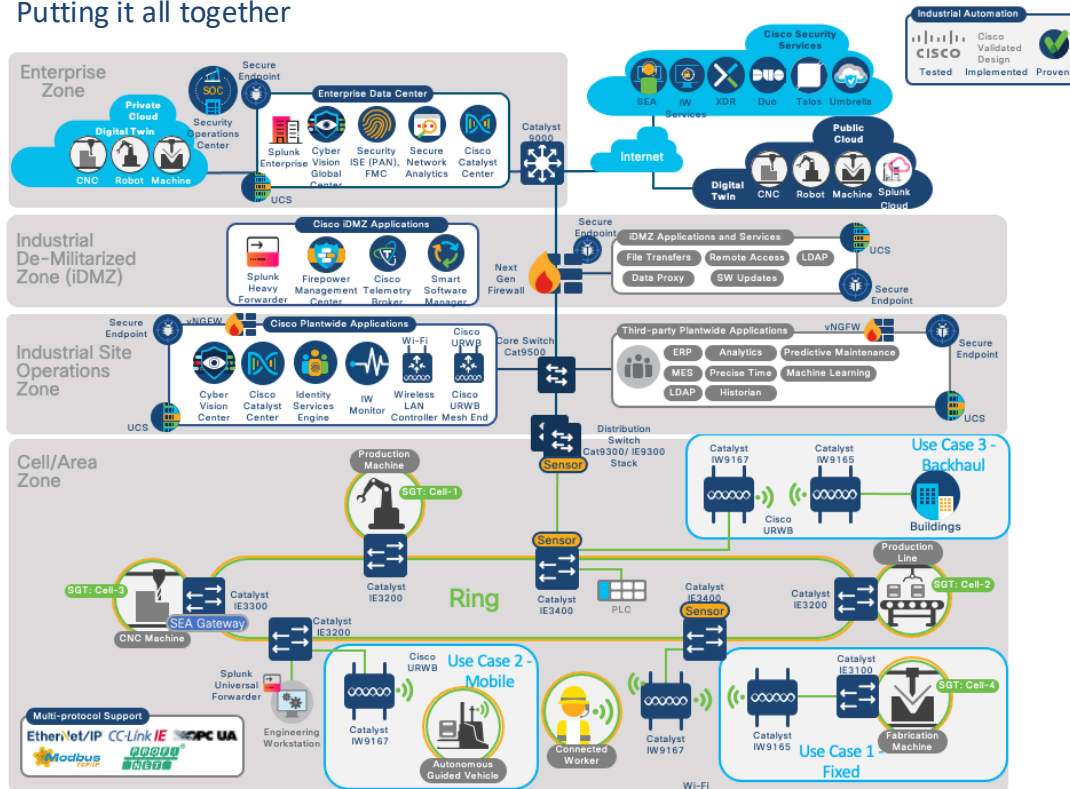 Putting it all together
Industrial Automation
CISCO
Cisco
Validated
Design
Tested Implemented Proven
Enterprise
Zone
Private
Cloud
Digital Twin
CNC Robot Machine
SOC
Security
Operations
Center
Secure
Endpoint
Enterprise Data Center
Splunk
Enterprise
Cyber
Vision
Global
Center
Security
ISE (PAN),
FMC
Secure
Network
Analytics
Cisco
Catalyst
Center
UCS
Catalyst
9000
Cisco Security
Services
SEA
IW
Services
XDR
Duo
Talos
Umbrella
Internet
Public
Cloud
Digital
Twin
CNC Robot Machine
Splunk
Cloud
Industrial
De-Militarized
Zone (iDMZ)
Cisco iDMZ Applications
Splunk
Heavy
Forwarder
Firepower
Management
Center
Cisco
Telemetry
Broker
Smart
Software
Manager
Next
Gen
Firewall
Secure
Endpoint
iDMZ Applications and Services
File Transfers Remote Access LDAP
Data Proxy SW Updates
UCS
Secure
Endpoint
Industrial Site
Operations
Zone
Secure
Endpoint
vNGFW
Cisco Plantwide Applications
Cyber
Vision
Center
Cisco
Catalyst
Center
Identity
Services
Engine
IW
Monitor
Wi-Fi
Wireless
LAN
Controller
Cisco
URWB
Cisco
URWB
Mesh End
UCS
Core Switch
Cat9500
Third-party Plantwide Applications
vNGFW
ERP Analytics Predictive Maintenance
MES Precise Time Machine Learning
LDAP Historian
Secure
Endpoint
UCS
Distribution
Switch
Cat9300/ IE9300
Stack
Sensor
Cell/Area
Zone
Production
Machine
SGT: Cell-1
Catalyst
IE3200
Sensor
Catalyst
IE3400
PLC
Ring
Catalyst
IW9167
Catalyst
IW9165
Use Case 3 -
Backhaul
Cisco
URWB
Buildings
SGT: Cell-3
CNC Machine
Catalyst
IE3300
SEA Gateway
Catalyst
IE3200
Catalyst
IE3400
Sensor
Catalyst
IE3200
Production
Line
SGT: Cell-2
Splunk
Universal
Forwarder
Engineering
Workstation
Cisco
URWB
Use Case 2 -
Mobile
Catalyst
IW9167
Autonomous
Guided Vehicle
Connected
Worker
Catalyst
IW9167
Wi-Fi
Catalyst
IW9165
Catalyst
IE3100
SGT: Cell-4
Fabrication
Machine
Use Case 1 -
Fixed
Multi-protocol Support
EtherNet/IP CC-Link IE OPC UA
Modbus
TCP/IP
PROFI
NET